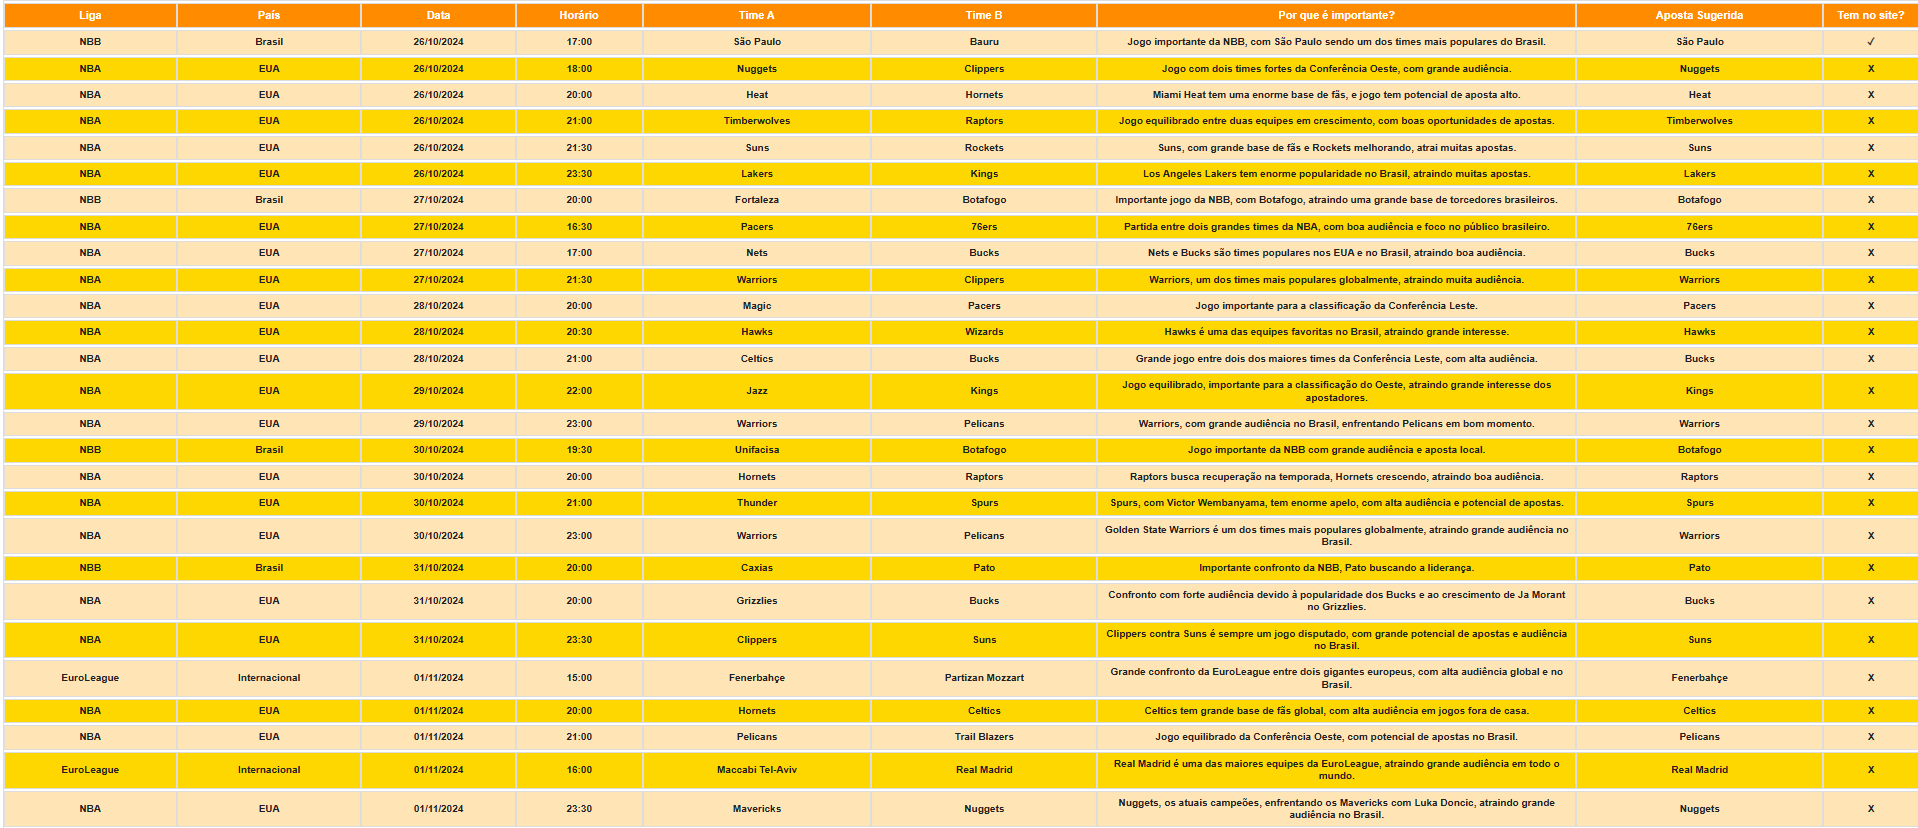 Liga País Data Horário Time A Time B Por que é importante? Aposta Sugerida Tem no site?
NBB Brasil 26/10/2024 17:00 São Paulo Bauru Jogo importante da NBB, com São Paulo sendo um dos times mais populares do Brasil. São Paulo ✓
NBA EUA 26/10/2024 18:00 Nuggets Clippers Jogo com dois times fortes da Conferência Oeste, com grande audiência. Nuggets X
NBA EUA 26/10/2024 20:00 Heat Hornets Miami Heat tem uma enorme base de fãs, e jogo tem potencial de aposta alto. Heat X
NBA EUA 26/10/2024 21:00 Timberwolves Raptors Jogo equilibrado entre duas equipes em crescimento, com boas oportunidades de apostas. Timberwolves X
NBA EUA 26/10/2024 21:30 Suns Rockets Suns, com grande base de fãs e Rockets melhorando, atrai muitas apostas. Suns X
NBA EUA 26/10/2024 23:30 Lakers Kings Los Angeles Lakers tem enorme popularidade no Brasil, atraindo muitas apostas. Lakers X
NBB Brasil 27/10/2024 20:00 Fortaleza Botafogo Importante jogo da NBB, com Botafogo, atraindo uma grande base de torcedores brasileiros. Botafogo X
NBA EUA 27/10/2024 16:30 Pacers 76ers Partida entre dois grandes times da NBA, com boa audiência e foco no público brasileiro. 76ers X
NBA EUA 27/10/2024 17:00 Nets Bucks Nets e Bucks são times populares nos EUA e no Brasil, atraindo boa audiência. Bucks X
NBA EUA 27/10/2024 21:30 Warriors Clippers Warriors, um dos times mais populares globalmente, atraindo muita audiência. Warriors X
NBA EUA 28/10/2024 20:00 Magic Pacers Jogo importante para a classificação da Conferência Leste. Pacers X
NBA EUA 28/10/2024 20:30 Hawks Wizards Hawks é uma das equipes favoritas no Brasil, atraindo grande interesse. Hawks X
NBA EUA 28/10/2024 21:00 Celtics Bucks Grande jogo entre dois dos maiores times da Conferência Leste, com alta audiência. Bucks X
NBA EUA 29/10/2024 22:00 Jazz Kings Jogo equilibrado, importante para a classificação do Oeste, atraindo grande interesse dos
apostadores. Kings X
NBA EUA 29/10/2024 23:00 Warriors Pelicans Warriors, com grande audiência no Brasil, enfrentando Pelicans em bom momento. Warriors X
NBB Brasil 30/10/2024 19:30 Unifacisa Botafogo Jogo importante da NBB com grande audiência e aposta local. Botafogo X
NBA EUA 30/10/2024 20:00 Hornets Raptors Raptors busca recuperação na temporada, Hornets crescendo, atraindo boa audiência. Raptors X
NBA EUA 30/10/2024 21:00 Thunder Spurs Spurs, com Victor Wembanyama, tem enorme apelo, com alta audiência e potencial de apostas. Spurs X
NBA EUA 30/10/2024 23:00 Warriors Pelicans Golden State Warriors é um dos times mais populares globalmente, atraindo grande audiência no
Brasil. Warriors X
NBB Brasil 31/10/2024 20:00 Caxias Pato Importante confronto da NBB, Pato buscando a liderança. Pato X
NBA EUA 31/10/2024 20:00 Grizzlies Bucks Confronto com forte audiência devido à popularidade dos Bucks e ao crescimento de Ja Morant
no Grizzlies. Bucks X
NBA EUA 31/10/2024 23:30 Clippers Suns Clippers contra Suns é sempre um jogo disputado, com grande potencial de apostas e audiência
no Brasil. Suns X
EuroLeague Internacional 01/11/2024 15:00 Fenerbahçe Partizan Mozzart Grande confronto da EuroLeague entre dois gigantes europeus, com alta audiência global e no
Brasil. Fenerbahçe X
NBA EUA 01/11/2024 20:00 Hornets Celtics Celtics tem grande base de fãs global, com alta audiência em jogos fora de casa. Celtics X
NBA EUA 01/11/2024 21:00 Pelicans Trail Blazers Jogo equilibrado da Conferência Oeste, com potencial de apostas no Brasil. Pelicans X
EuroLeague Internacional 01/11/2024 16:00 Maccabi Tel-Aviv Real Madrid Real Madrid é uma das maiores equipes da EuroLeague, atraindo grande audiência em todo o
mundo. Real Madrid X
NBA EUA 01/11/2024 23:30 Mavericks Nuggets Nuggets, os atuais campeões, enfrentando os Mavericks com Luka Doncic, atraindo grande
audiência no Brasil. Nuggets X